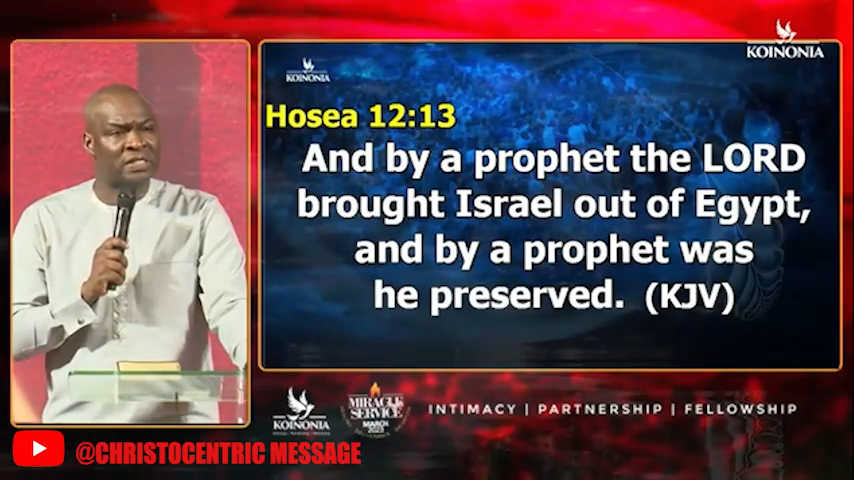 KOINONIA
KOINONIA
Hosea 12:13
And by a prophet the LORD
brought Israel out of Egypt,
and by a prophet was
he preserved. (KJV)
KOINONIA
MIRACLE
SERVICE
MARCH
2023
INTIMACY | PARTNERSHIP | FELLOWSHIP
@CHRISTOCENTRIC MESSAGE